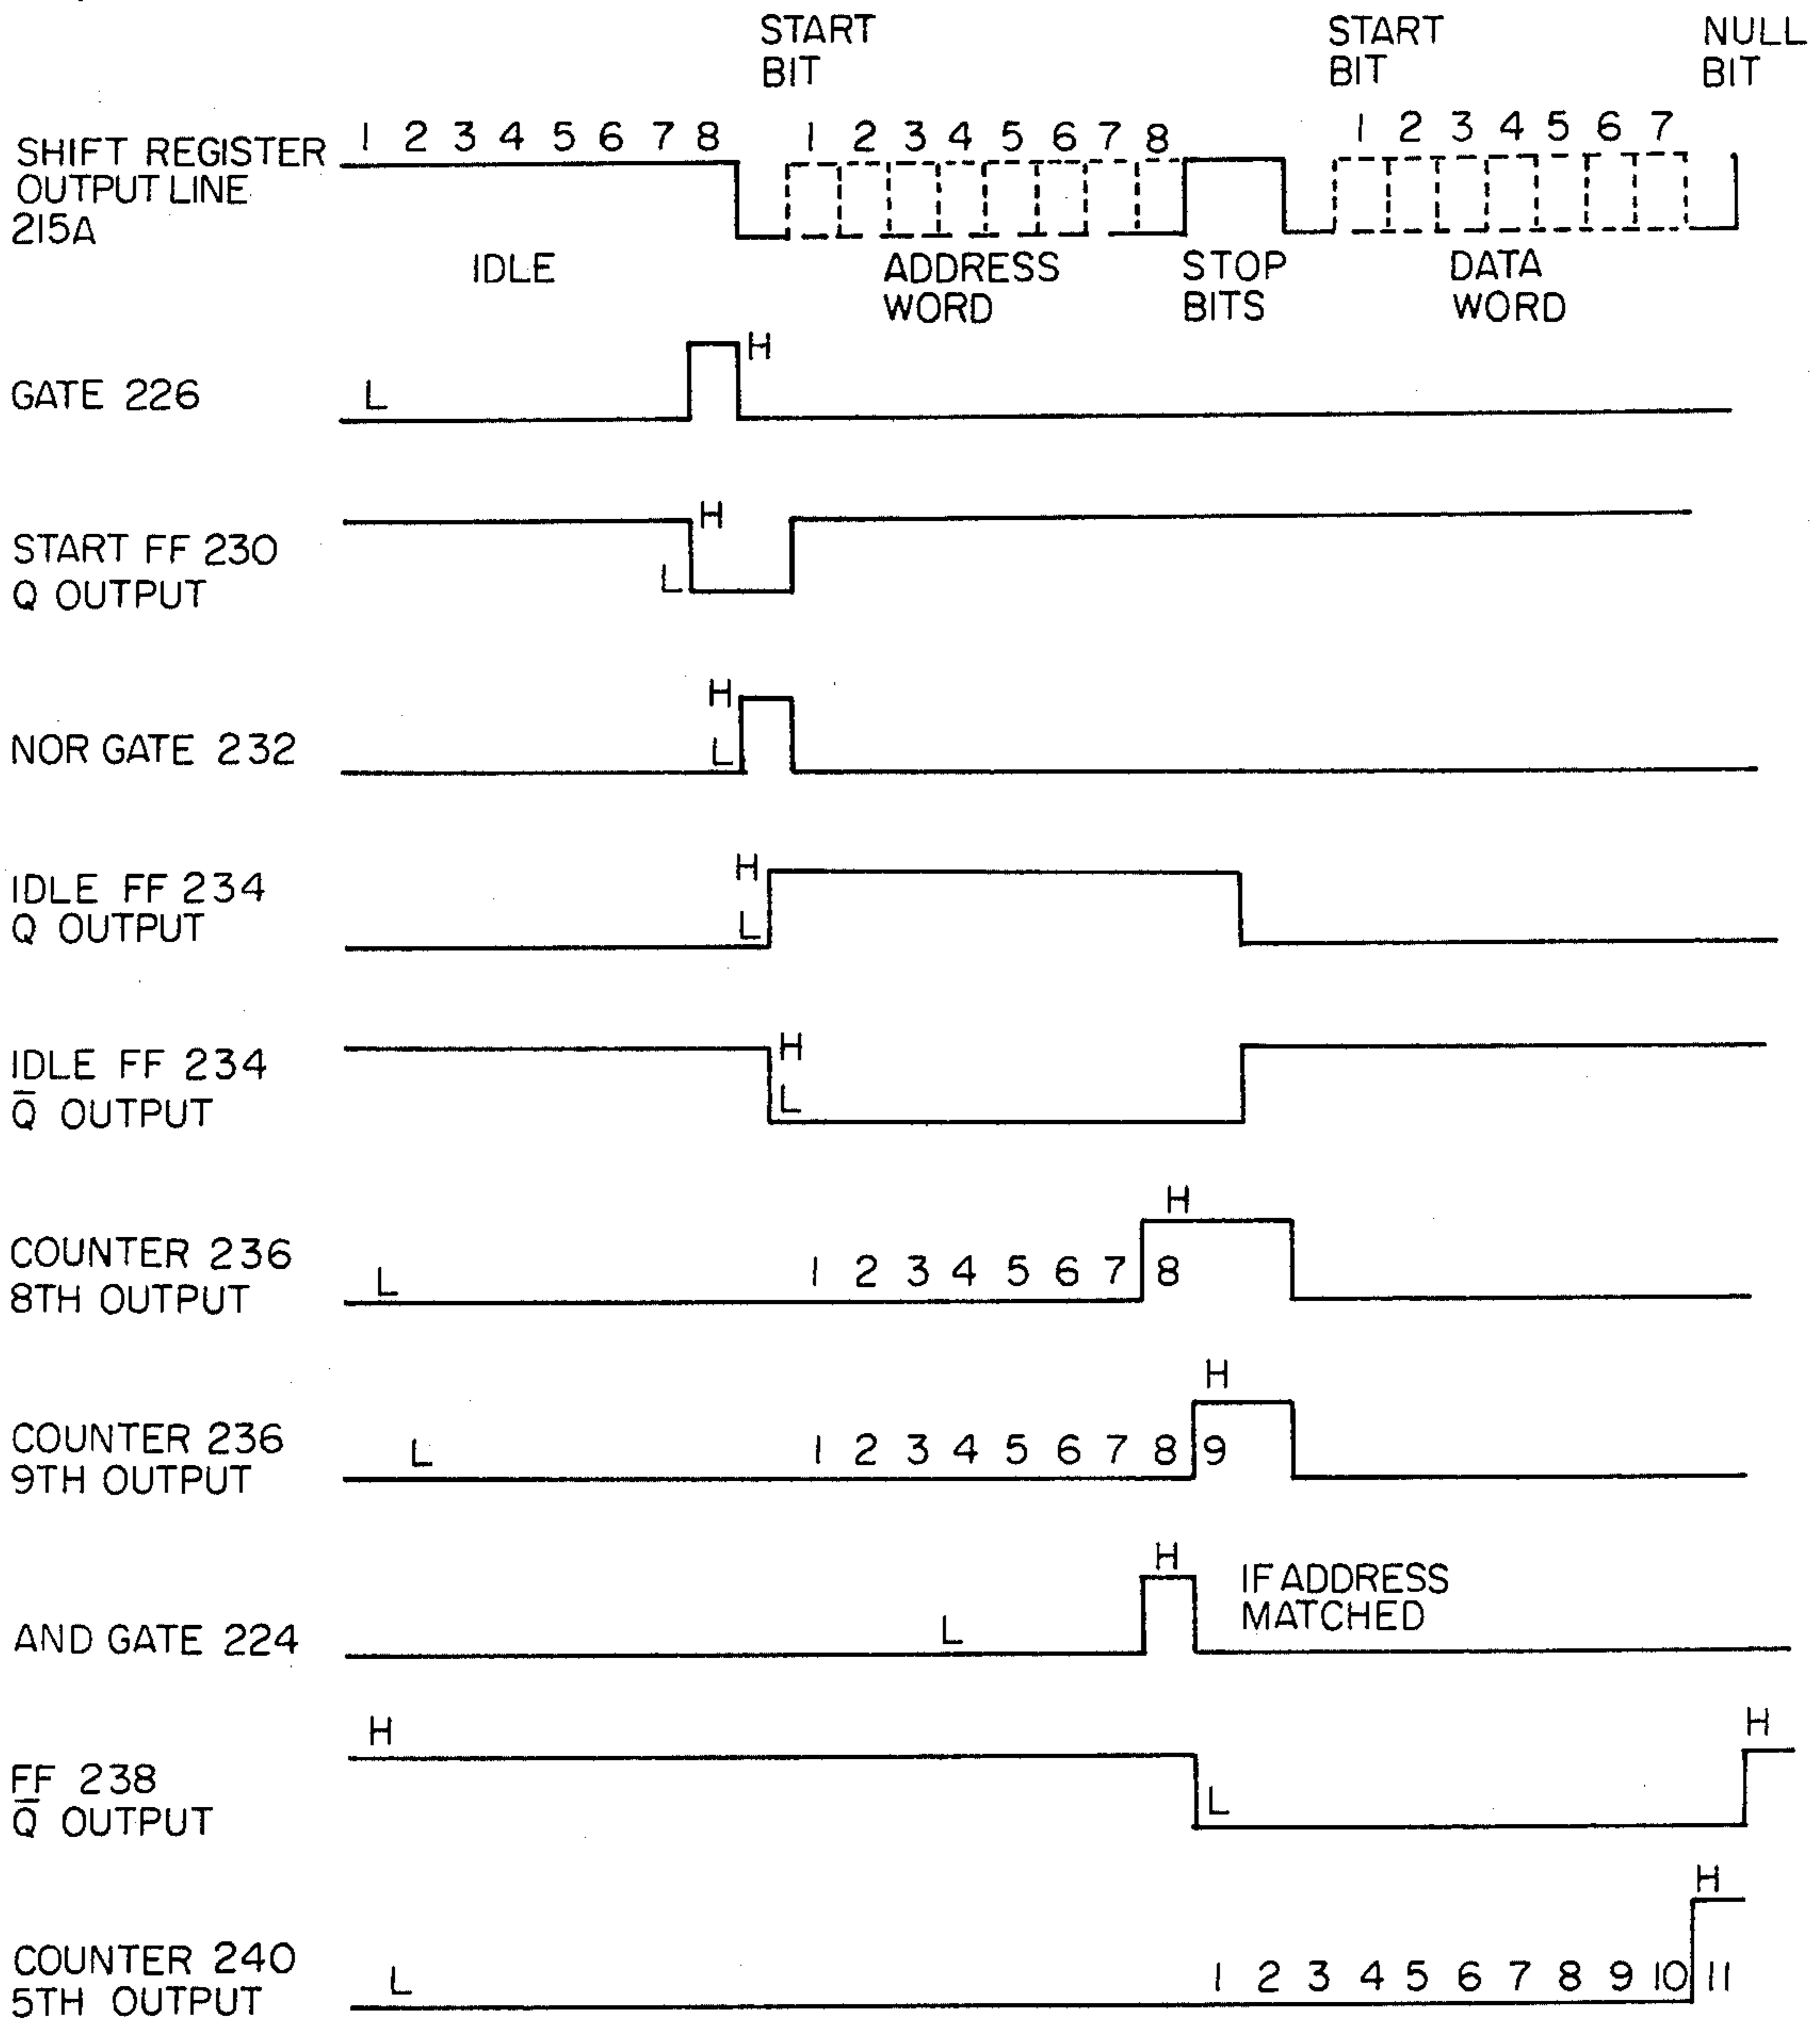 START START NULL
BIT BIT BIT
1 2 3 4 5 6 7 8 1 2 3 4 5 6 7 8 1 2 3 4 5 6 7
SHIFT REGISTER
OUTPUT LINE
215A
IDLE ADDRESS STOP DATA
WORD BITS WORD
H
GATE 226 L
H
START FF 230
Q OUTPUT L
H
NOR GATE 232 L
H
IDLE FF 234
Q OUTPUT L
H
IDLE FF 234
L
Q̅ OUTPUT
H
COUNTER 236 1 2 3 4 5 6 7 8
8TH OUTPUT L
H
COUNTER 236 L 1 2 3 4 5 6 7 8 9
9TH OUTPUT
H IF ADDRESS
MATCHED
AND GATE 224 L
H H
FF 238
Q̅ OUTPUT L
H
COUNTER 240 L 1 2 3 4 5 6 7 8 9 10 11
5TH OUTPUT